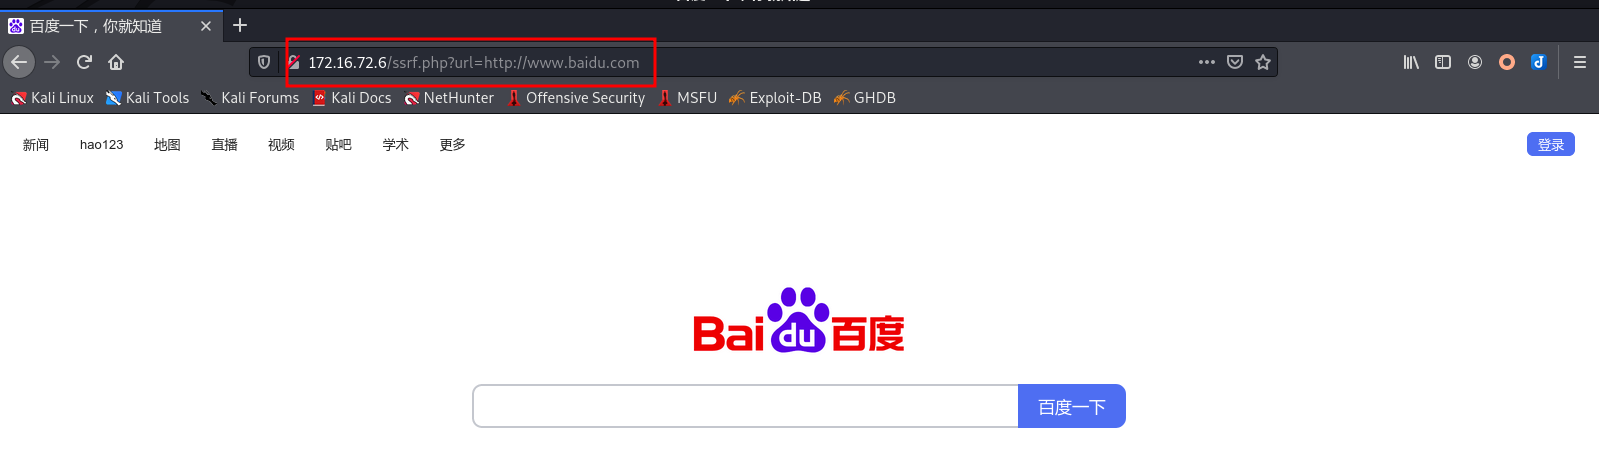 百度一下，你就知道
172.16.72.6/ssrf.php?url=http://www.baidu.com
Kali Linux Kali Tools Kali Forums Kali Docs NetHunter Offensive Security MSFU Exploit-DB GHDB
新闻 hao123 地图 直播 视频 贴吧 学术 更多 登录
Bai du 百度
百度一下